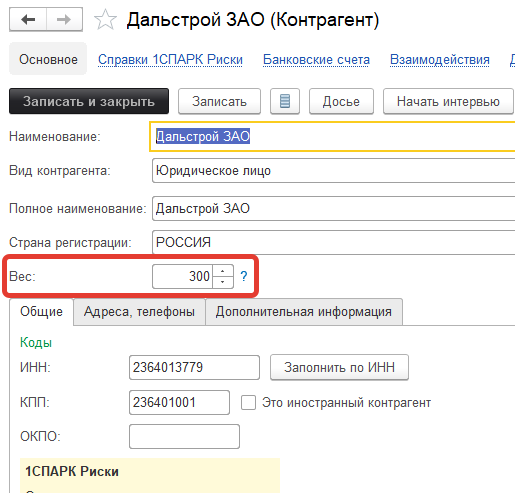 Дальстрой ЗАО (Контрагент)
Основное Справки 1СПАРК Риски Банковские счета Взаимодействия
Записать и закрыть Записать Досье Начать интервью
Наименование: Дальстрой ЗАО
Вид контрагента: Юридическое лицо
Полное наименование: Дальстрой ЗАО
Страна регистрации: РОССИЯ
Вес: 300 ?
Общие Адреса, телефоны Дополнительная информация
Коды
ИНН: 2364013779 Заполнить по ИНН
КПП: 236401001 Это иностранный контрагент
ОКПО:
1СПАРК Риски